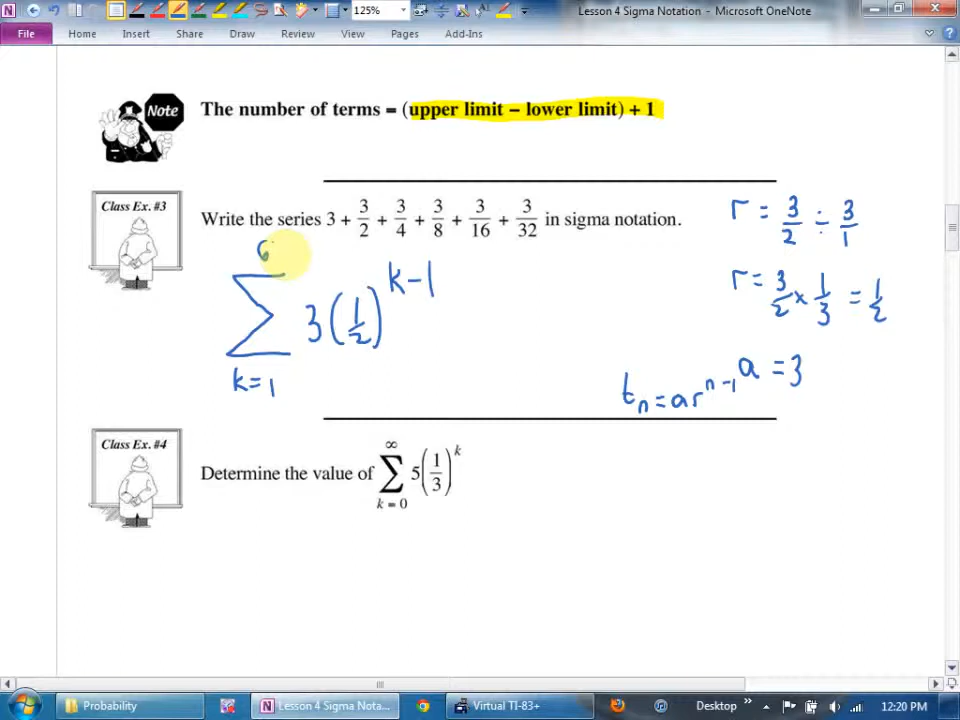 125%
Lesson 4 Sigma Notation - Microsoft OneNote
File Home Insert Share Draw Review View Pages Add-Ins
Note
The number of terms = (upper limit − lower limit) + 1
Class Ex. #3
Write the series 3 + 3/2 + 3/4 + 3/8 + 3/16 + 3/32 in sigma notation.
r = 3/2 ÷ 3/1
r = 3/2 × 1/3 = 1/2
3(1/2)^(k-1)
∑
k=1
a = 3
t_n = ar^(n-1)
Class Ex. #4
Determine the value of ∑ 5(1/3)^k
∞
k = 0
Probability
Lesson 4 Sigma Nota...
Virtual TI-83+
Desktop
12:20 PM